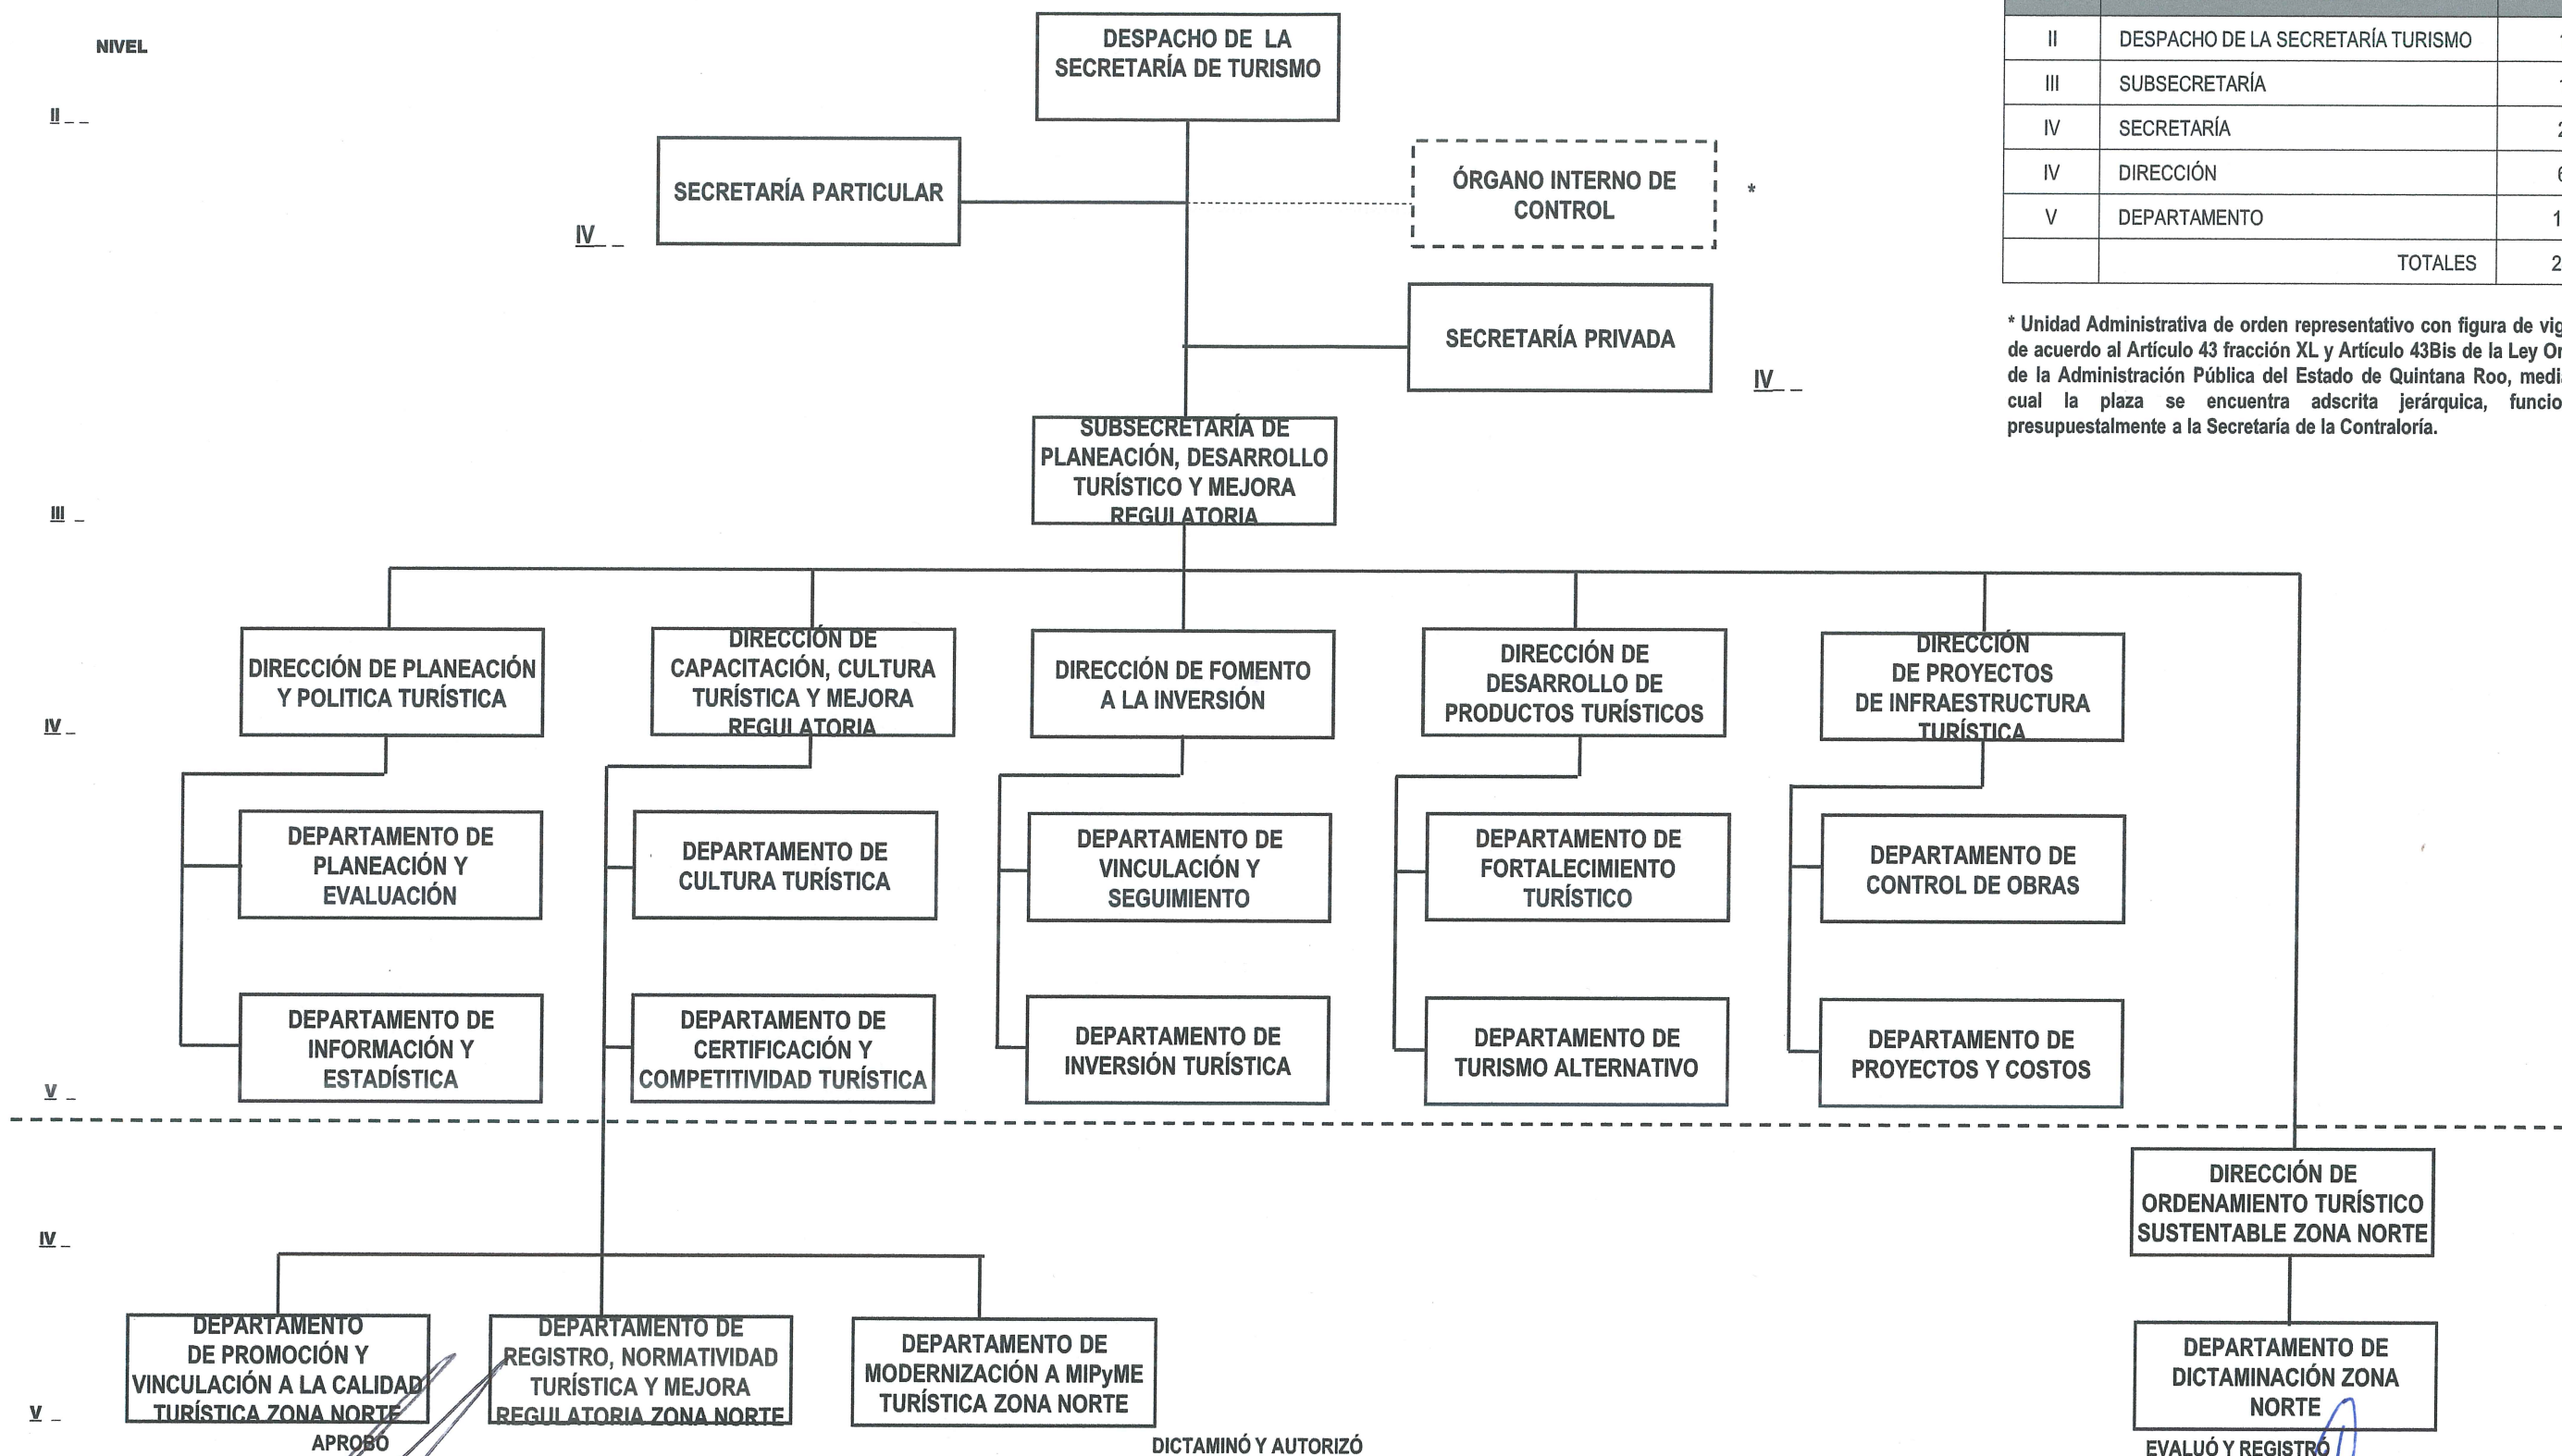 NIVEL
II
DESPACHO DE LA
SECRETARÍA DE TURISMO
II DESPACHO DE LA SECRETARÍA TURISMO
III SUBSECRETARÍA
IV SECRETARÍA
IV DIRECCIÓN
V DEPARTAMENTO
TOTALES
SECRETARÍA PARTICULAR
IV
ÓRGANO INTERNO DE
CONTROL
*
SECRETARÍA PRIVADA
IV
* Unidad Administrativa de orden representativo con figura de
de acuerdo al Artículo 43 fracción XL y Artículo 43Bis de la Ley
de la Administración Pública del Estado de Quintana Roo,
cual la plaza se encuentra adscrita jerárquica,
presupuestalmente a la Secretaría de la Contraloría.
SUBSECRETARÍA DE
PLANEACIÓN, DESARROLLO
TURÍSTICO Y MEJORA
REGULATORIA
III
DIRECCIÓN DE PLANEACIÓN
Y POLITICA TURÍSTICA
DIRECCIÓN DE
CAPACITACIÓN, CULTURA
TURÍSTICA Y MEJORA
REGULATORIA
DIRECCIÓN DE FOMENTO
A LA INVERSIÓN
DIRECCIÓN DE
DESARROLLO DE
PRODUCTOS TURÍSTICOS
DIRECCIÓN
DE PROYECTOS
DE INFRAESTRUCTURA
TURÍSTICA
IV
DEPARTAMENTO DE
PLANEACIÓN Y
EVALUACIÓN
DEPARTAMENTO DE
CULTURA TURÍSTICA
DEPARTAMENTO DE
VINCULACIÓN Y
SEGUIMIENTO
DEPARTAMENTO DE
FORTALECIMIENTO
TURÍSTICO
DEPARTAMENTO DE
CONTROL DE OBRAS
DEPARTAMENTO DE
INFORMACIÓN Y
ESTADÍSTICA
DEPARTAMENTO DE
CERTIFICACIÓN Y
COMPETITIVIDAD TURÍSTICA
DEPARTAMENTO DE
INVERSIÓN TURÍSTICA
DEPARTAMENTO DE
TURISMO ALTERNATIVO
DEPARTAMENTO DE
PROYECTOS Y COSTOS
V
DIRECCIÓN DE
ORDENAMIENTO TURÍSTICO
SUSTENTABLE ZONA NORTE
IV
DEPARTAMENTO
DE PROMOCIÓN Y
VINCULACIÓN A LA CALIDAD
TURÍSTICA ZONA NORTE
DEPARTAMENTO DE
REGISTRO, NORMATIVIDAD
TURÍSTICA Y MEJORA
REGULATORIA ZONA NORTE
DEPARTAMENTO DE
MODERNIZACIÓN A MIPyME
TURÍSTICA ZONA NORTE
DEPARTAMENTO DE
DICTAMINACIÓN ZONA
NORTE
V
APROBÓ
DICTAMINÓ Y AUTORIZÓ
EVALUÓ Y REGISTRÓ